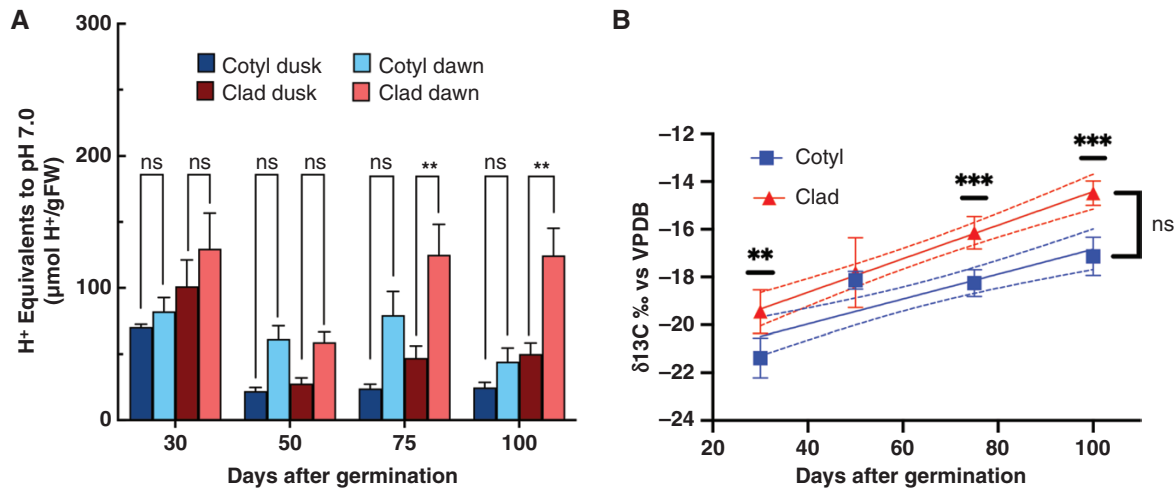 A
300
200
100
0
H⁺ Equivalents to pH 7.0
(μmol H⁺/gFW)
Cotyl dusk
Cotyl dawn
Clad dusk
Clad dawn
ns
ns
ns
ns
ns
**
ns
**
30
50
75
100
Days after germination
B
−12
−14
−16
−18
−20
−22
−24
δ13C ‰ vs VPDB
Cotyl
Clad
**
***
***
ns
20
40
60
80
100
Days after germination